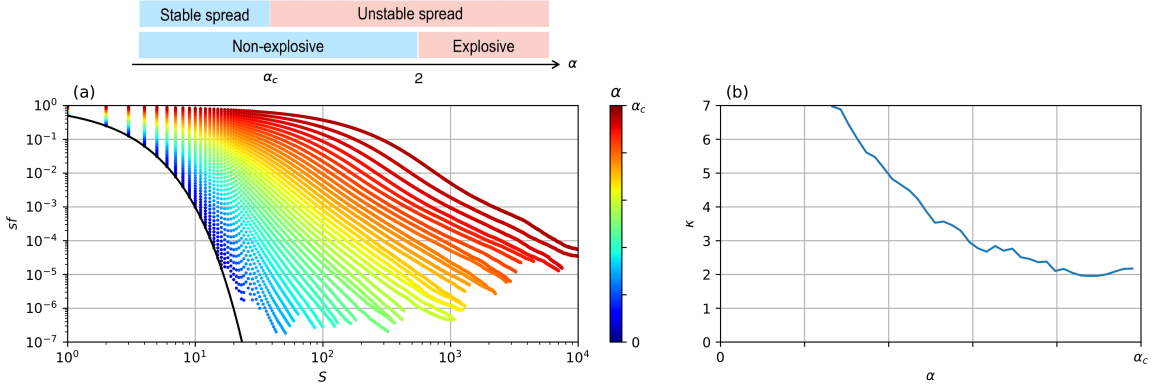 Stable spread Unstable spread
Non-explosive Explosive
α
α_c 2
(a) α (b)
10^0
10^-1
10^-2
10^-3
10^-4
10^-5
10^-6
10^-7
sf
10^0 10^1 10^2 10^3 10^4
S
α_c
0
7
6
5
4
3
2
1
0
κ
0 α_c
α